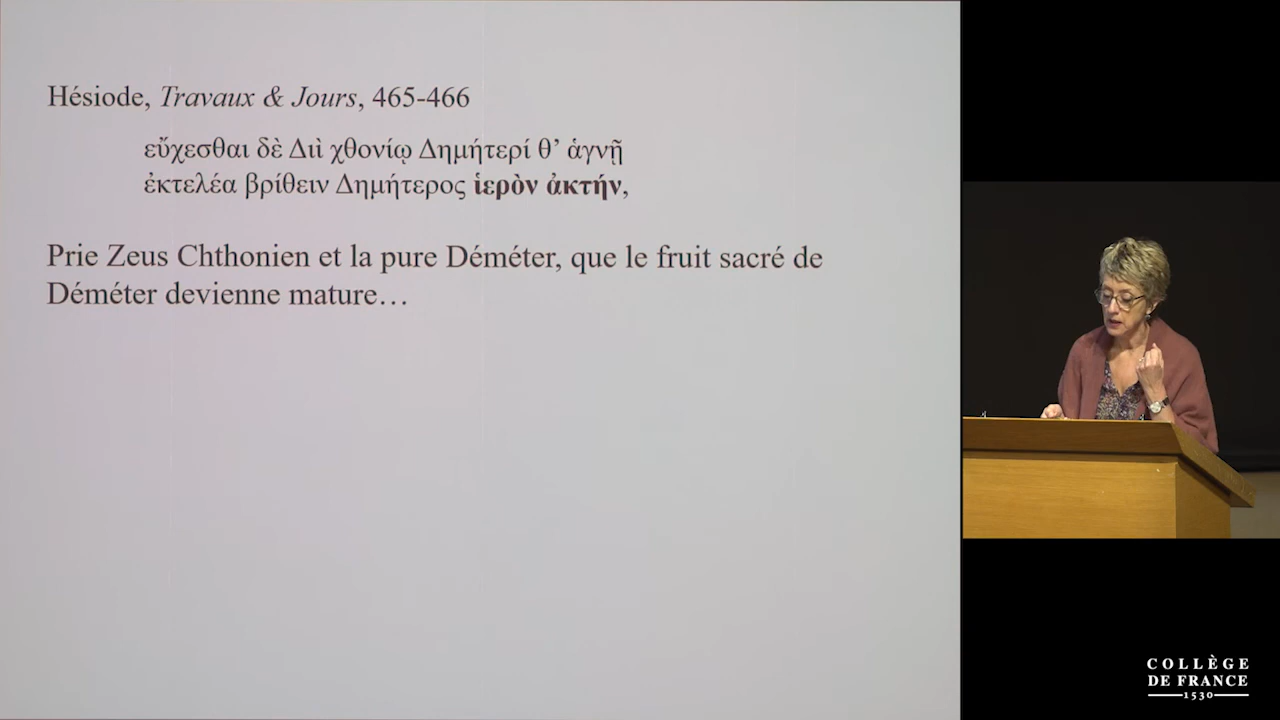 Hésiode, Travaux & Jours, 465-466
εὔχεσθαι δὲ Διὶ χθονίῳ Δημήτερί θ’ ἁγνῇ
ἐκτελέα βρίθειν Δημήτερος ἱερὸν ἀκτήν,
Prie Zeus Chthonien et la pure Déméter, que le fruit sacré de
Déméter devienne mature…
COLLÈGE
DE FRANCE
1530